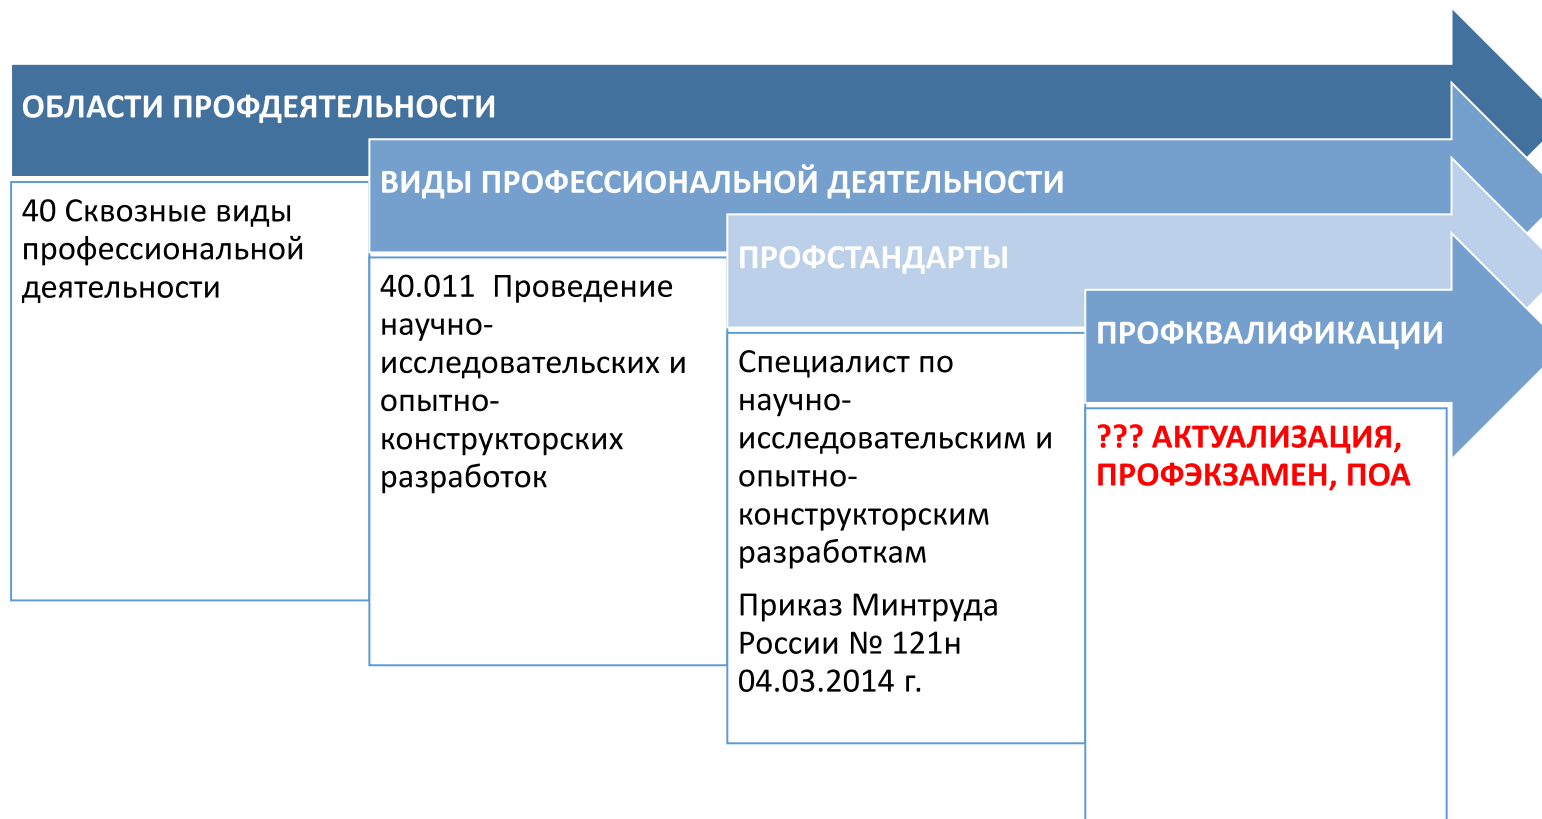 ОБЛАСТИ ПРОФДЕЯТЕЛЬНОСТИ
40 Сквозные виды
профессиональной
деятельности
ВИДЫ ПРОФЕССИОНАЛЬНОЙ ДЕЯТЕЛЬНОСТИ
40.011  Проведение
научно-
исследовательских и
опытно-
конструкторских
разработок
ПРОФСТАНДАРТЫ
Специалист по
научно-
исследовательским и
опытно-
конструкторским
разработкам
Приказ Минтруда
России № 121н
04.03.2014 г.
ПРОФКВАЛИФИКАЦИИ
??? АКТУАЛИЗАЦИЯ,
ПРОФЭКЗАМЕН, ПОА